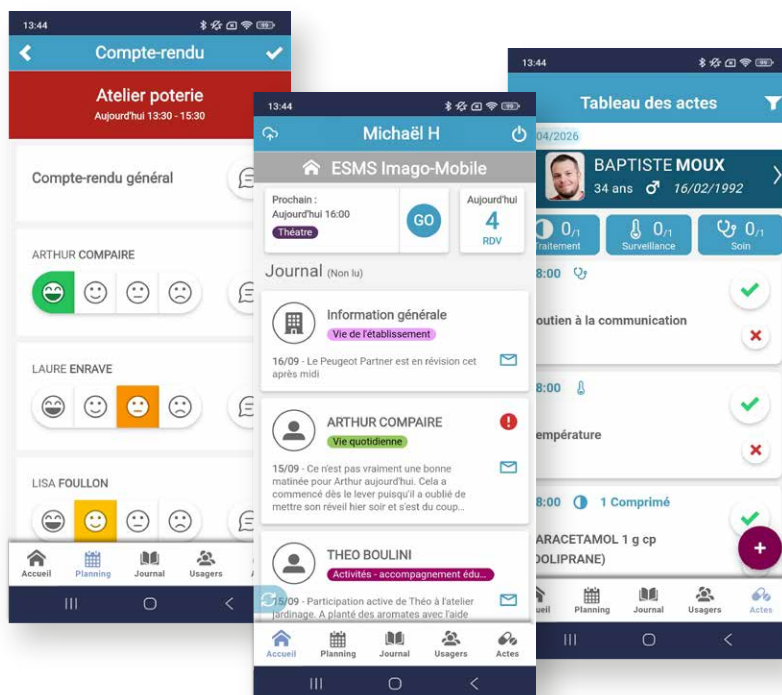 13:44
Compte-rendu
Atelier poterie
Aujourd'hui 13:30 - 15:30
Compte-rendu général
ARTHUR COMPAIRE
LAURE ENRAVE
LISA FOULLON
Accueil Planning Journal Usagers
13:44
Michaël H
ESMS Imago-Mobile
Prochain :
Aujourd'hui 16:00
Théatre
GO
Aujourd'hui
4
RDV
Journal (Non lu)
Information générale
Vie de l'établissement
16/09 - Le Peugeot Partner est en révision cet
après midi
ARTHUR COMPAIRE
Vie quotidienne
15/09 - Ce n'est pas vraiment une bonne
matinée pour Arthur aujourd'hui. Cela a
commencé dès le lever puisqu'il a oublié de
mettre son réveil hier soir et s'est du coup...
THEO BOULINI
Activités - accompagnement édu...
15/09 - Participation active de Théo à l'atelier
jardinage. A planté des aromates avec l'aide
Accueil Planning Journal Usagers Actes
13:44
Tableau des actes
04/2026
BAPTISTE MOUX
34 ans 16/02/1992
0/1
Traitement
0/1
Surveillance
0/1
Soin
8:00
outien à la communication
8:00
empérature
8:00 1 Comprimé
ARACETAMOL 1 g cp
DOLIPRANE)
ueil Planning Journal Usagers Actes